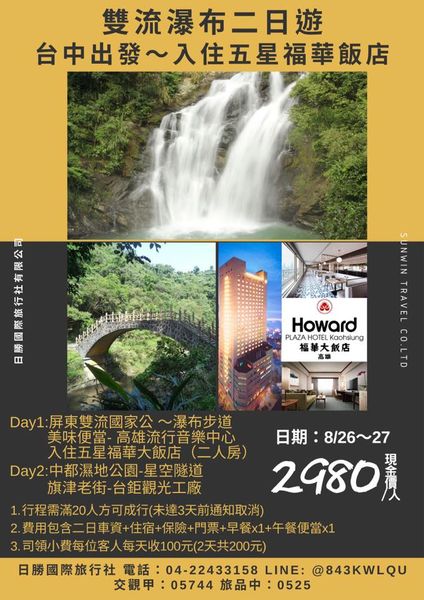 雙流瀑布二日遊
台中出發～入住五星福華飯店
日勝國際旅行社有限公司
SUNWIN TRAVEL CO.LTD
Howard
PLAZA HOTEL Kaohsiung
福華大飯店
高雄
Day1:屏東雙流國家公 ～瀑布步道
美味便當- 高雄流行音樂中心
入住五星福華大飯店（二人房）
Day2:中都濕地公園-星空隧道
旗津老街-台鉅觀光工廠
日期：8/26～27
2980 現金價/人
1.行程需滿20人方可成行(未達3天前通知取消)
2.費用包含二日車資+住宿+保險+門票+早餐x1+午餐便當x1
3.司領小費每位客人每天收100元(2天共200元)
日勝國際旅行社 電話：04-22433158 LINE: @843KWLQU
交觀甲：05744 旅品中：0525